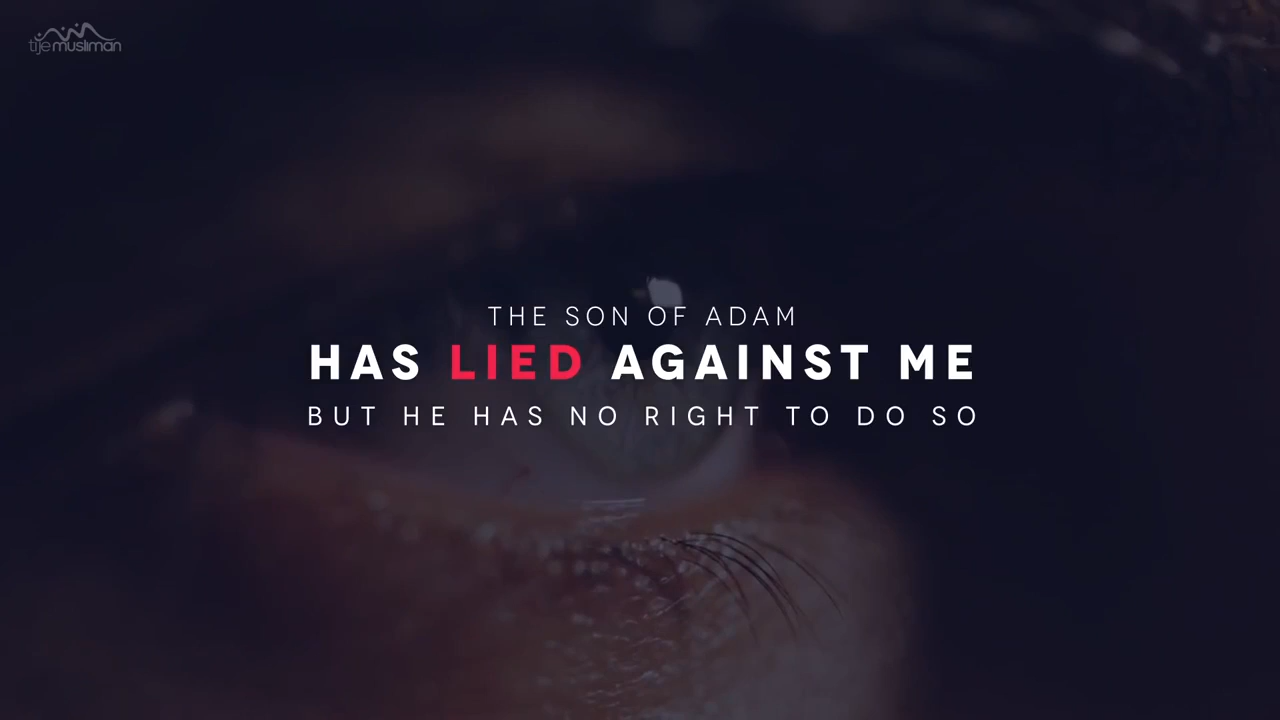 tijemusliman
THE SON OF ADAM
HAS LIED AGAINST ME
BUT HE HAS NO RIGHT TO DO SO